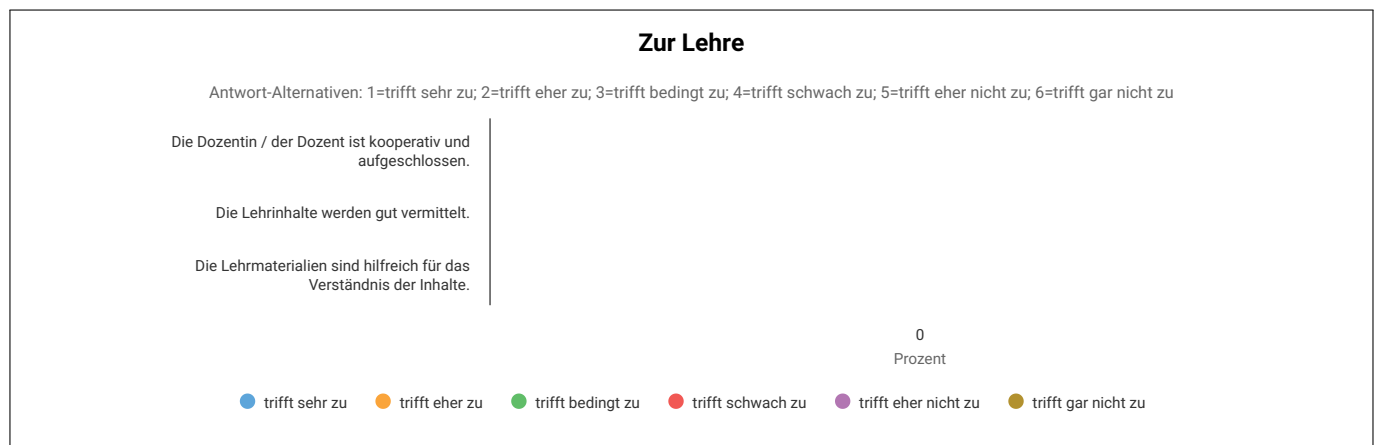 Zur Lehre
Antwort-Alternativen: 1=trifft sehr zu; 2=trifft eher zu; 3=trifft bedingt zu; 4=trifft schwach zu; 5=trifft eher nicht zu; 6=trifft gar nicht zu
Die Dozentin / der Dozent ist kooperativ und
aufgeschlossen.
Die Lehrinhalte werden gut vermittelt.
Die Lehrmaterialien sind hilfreich für das
Verständnis der Inhalte.
0
Prozent
trifft sehr zu trifft eher zu trifft bedingt zu trifft schwach zu trifft eher nicht zu trifft gar nicht zu